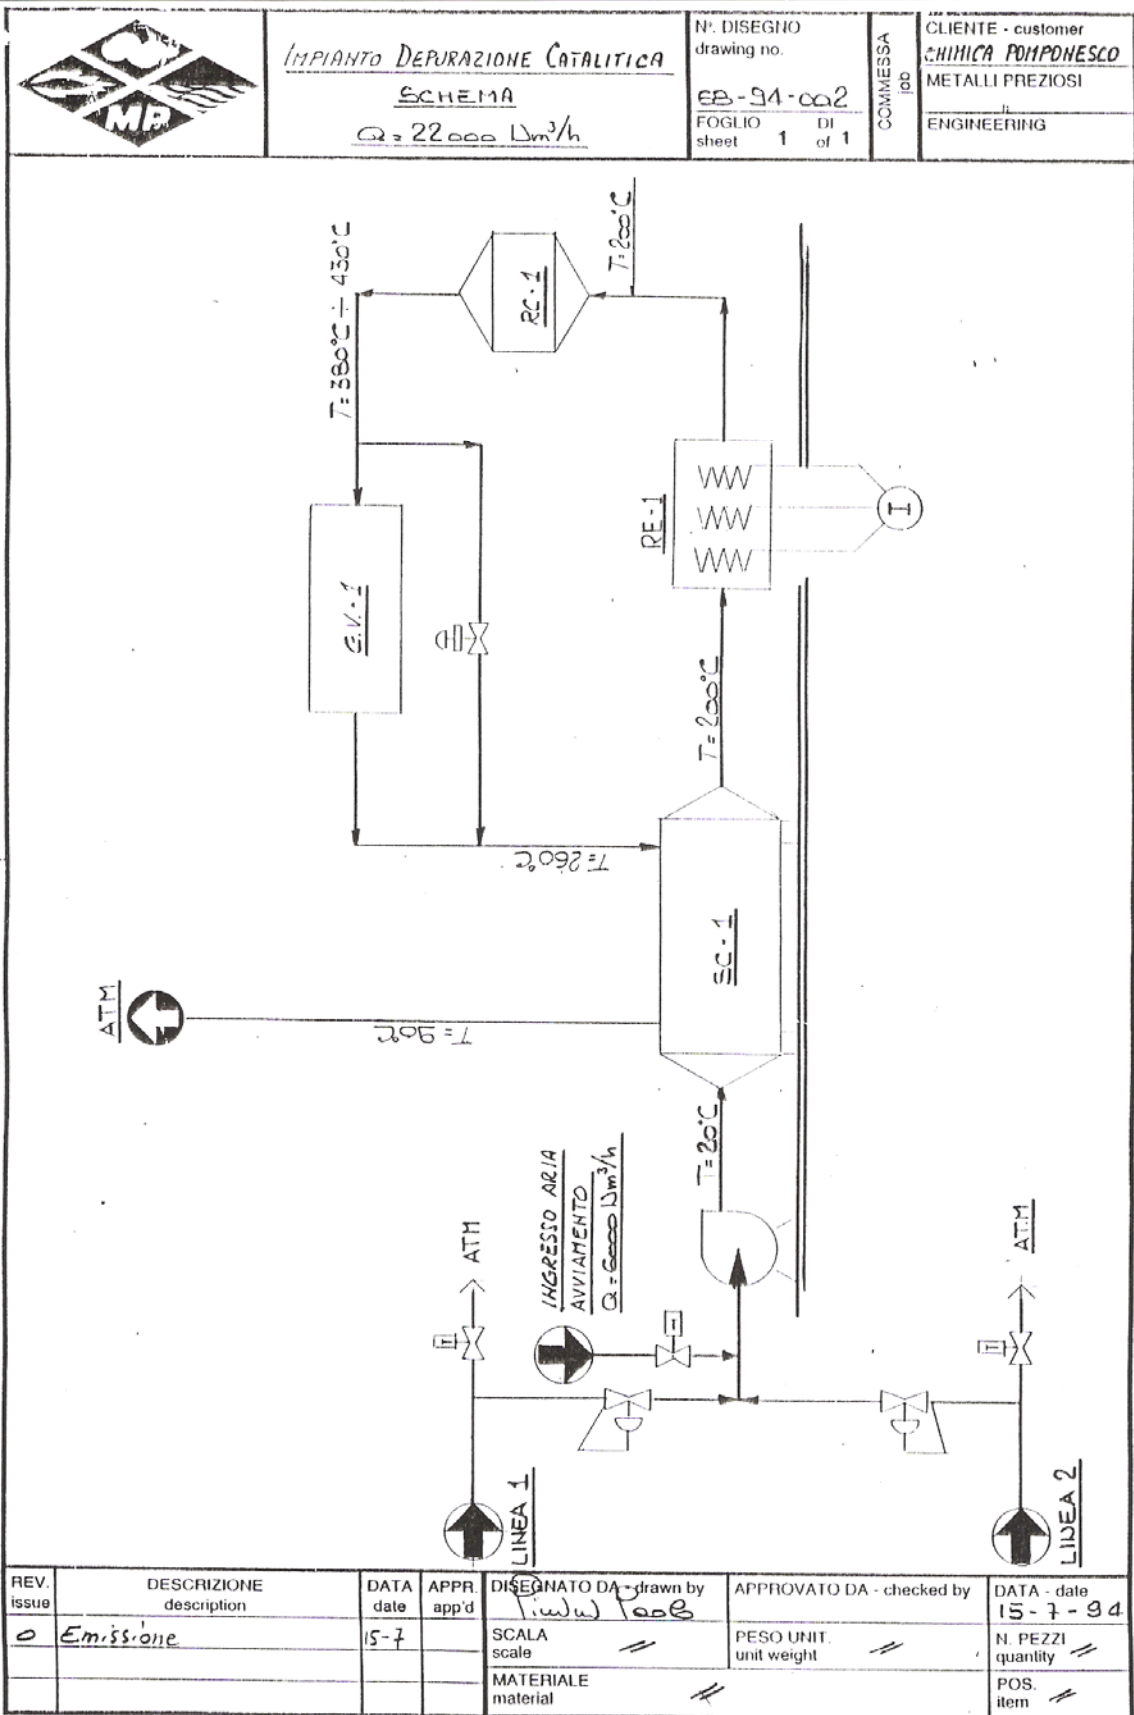 MP
IMPIANTO DEPURAZIONE CATALITICA
SCHEMA
Q = 22000 Nm³/h
N°. DISEGNO
drawing no.
EB-94-002
FOGLIO 1 DI 1
sheet of
COMMESSA
job
CLIENTE - customer
CHIMICA POMPONESCO
METALLI PREZIOSI
ENGINEERING
T=380°C ÷ 430°C
RC-1
T=200°C
G.V.-1
RE-1
I
T=200°C
T=260°C
SC-1
ATM
T=90°C
T=20°C
INGRESSO ARIA
AVVIAMENTO
Q=6000 Nm³/h
ATM
ATM
LINEA 1
LINEA 2
REV.
issue
DESCRIZIONE
description
DATA
date
APPR.
app'd
0 Emissione 15-7
DISEGNATO DA - drawn by
APPROVATO DA - checked by
DATA - date
15-7-94
SCALA
scale
PESO UNIT.
unit weight
N. PEZZI
quantity
MATERIALE
material
POS.
item